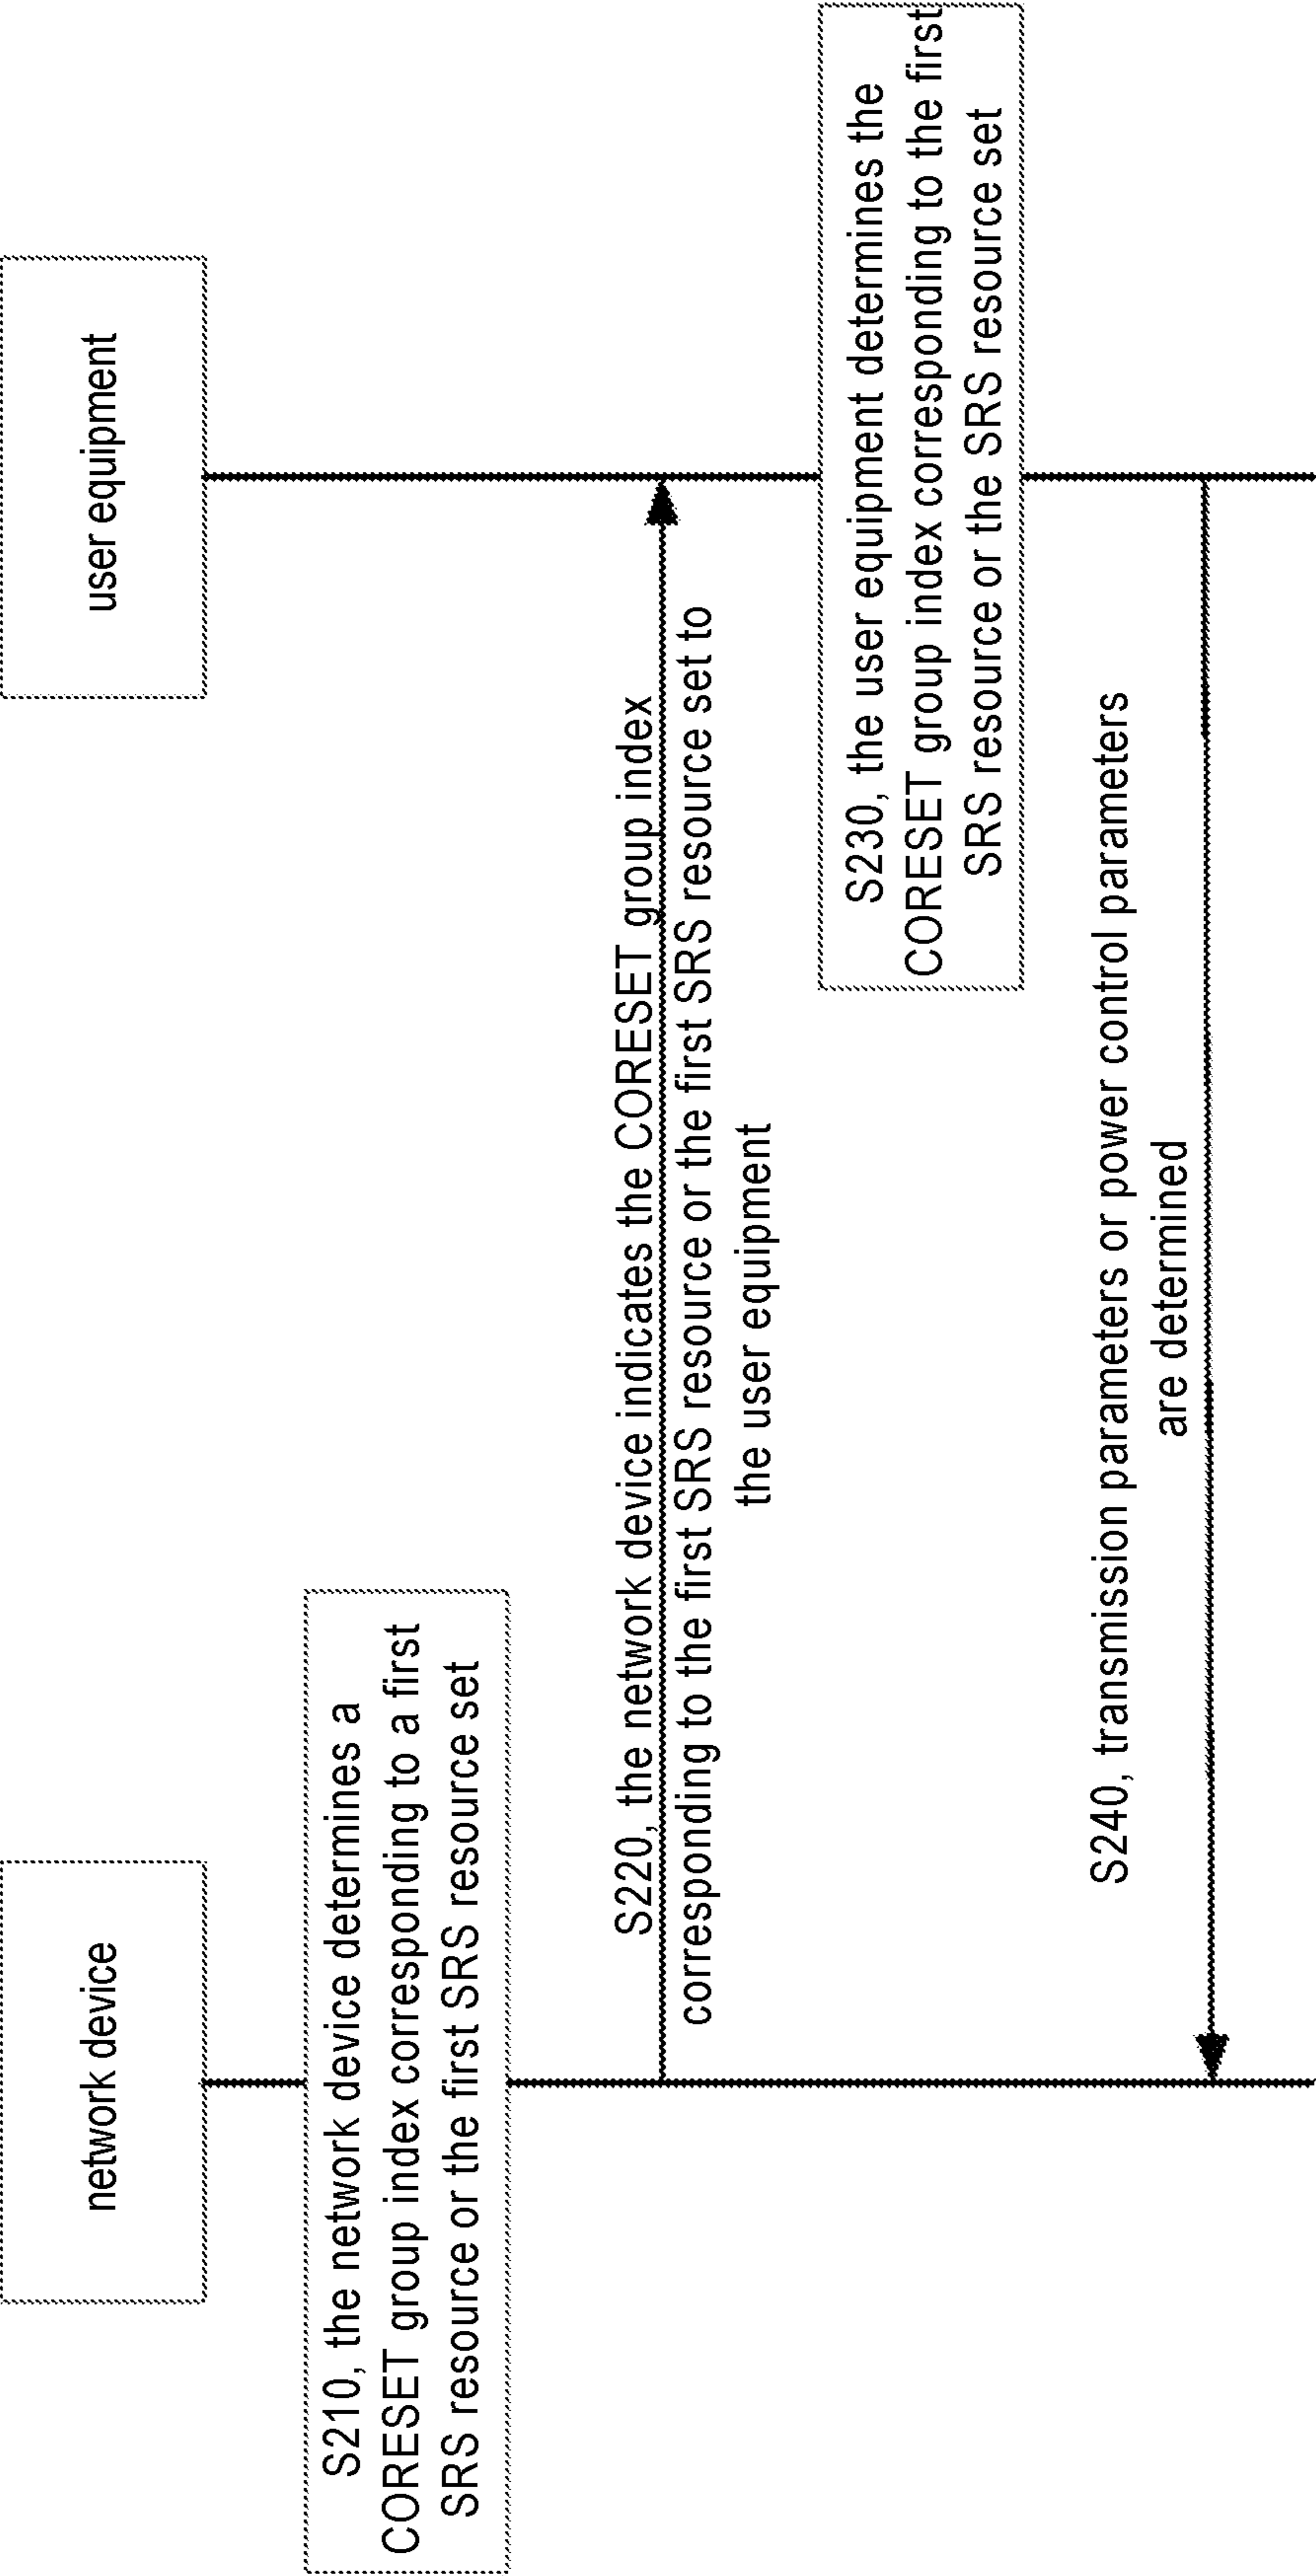 network device
user equipment
S210, the network device determines a
CORESET group index corresponding to a first
SRS resource or the first SRS resource set
S220, the network device indicates the CORESET group index
corresponding to the first SRS resource or the first SRS resource set to
the user equipment
S230, the user equipment determines the
CORESET group index corresponding to the first
SRS resource or the SRS resource set
S240, transmission parameters or power control parameters
are determined